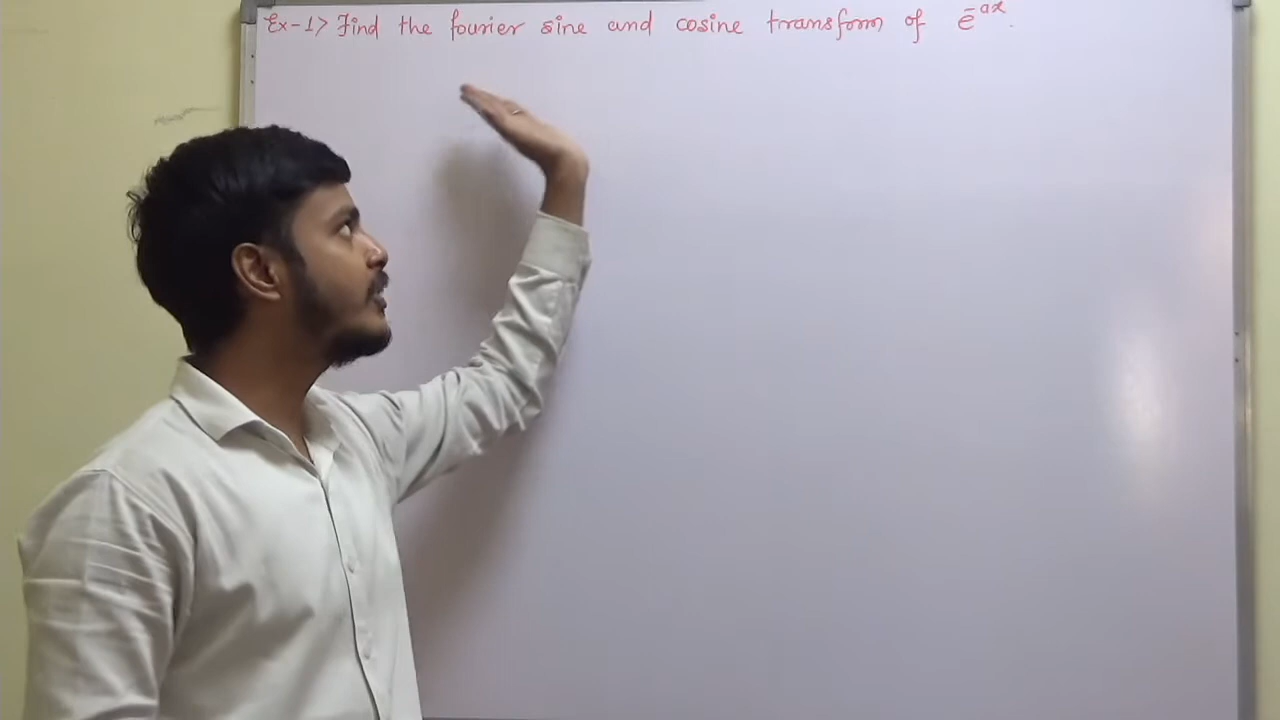 Ex-1> Find the fourier sine and cosine transform of e^-ax.